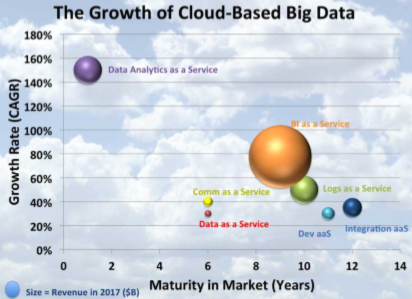 The Growth of Cloud-Based Big Data
180%
160%
140%
120%
100%
80%
60%
40%
20%
0%
Growth Rate (CAGR)
Data Analytics as a Service
BI as a Service
Comm as a Service
Logs as a Service
Data as a Service
Dev aaS
Integration aaS
0 2 4 6 8 10 12 14
Maturity in Market (Years)
Size = Revenue in 2017 ($B)